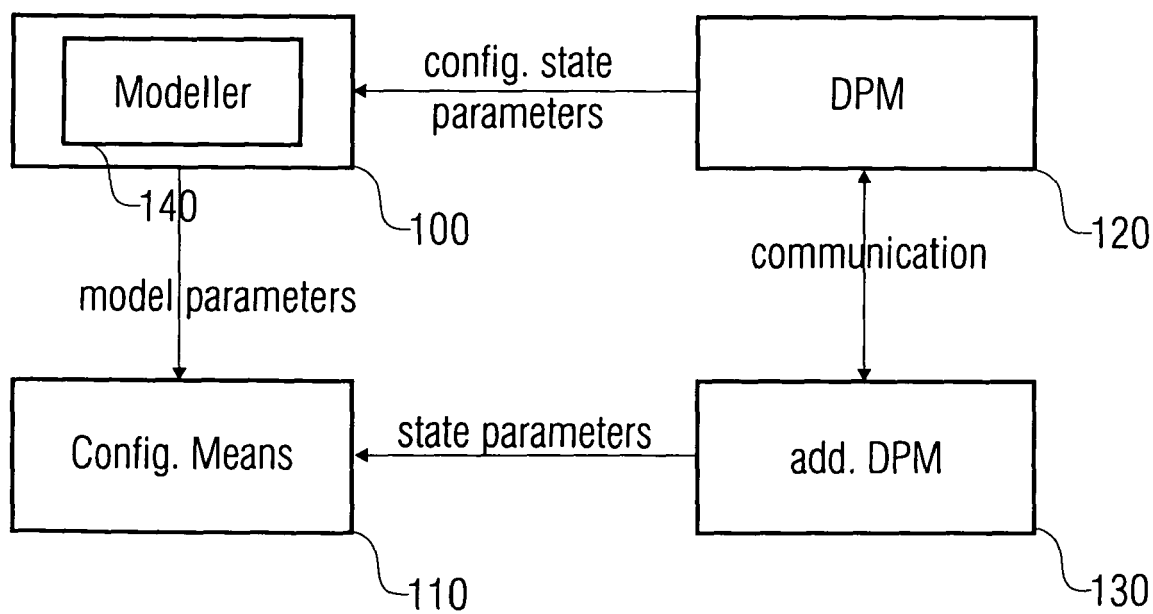 Modeller
config. state
parameters
DPM
140
100
120
communication
model parameters
Config. Means
state parameters
add. DPM
110
130